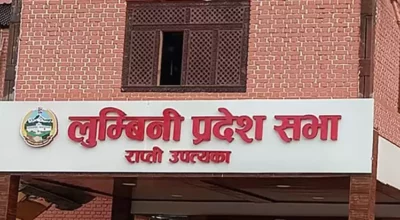 लुम्बिनी प्रदेश सभा
राप्ती उपत्यका